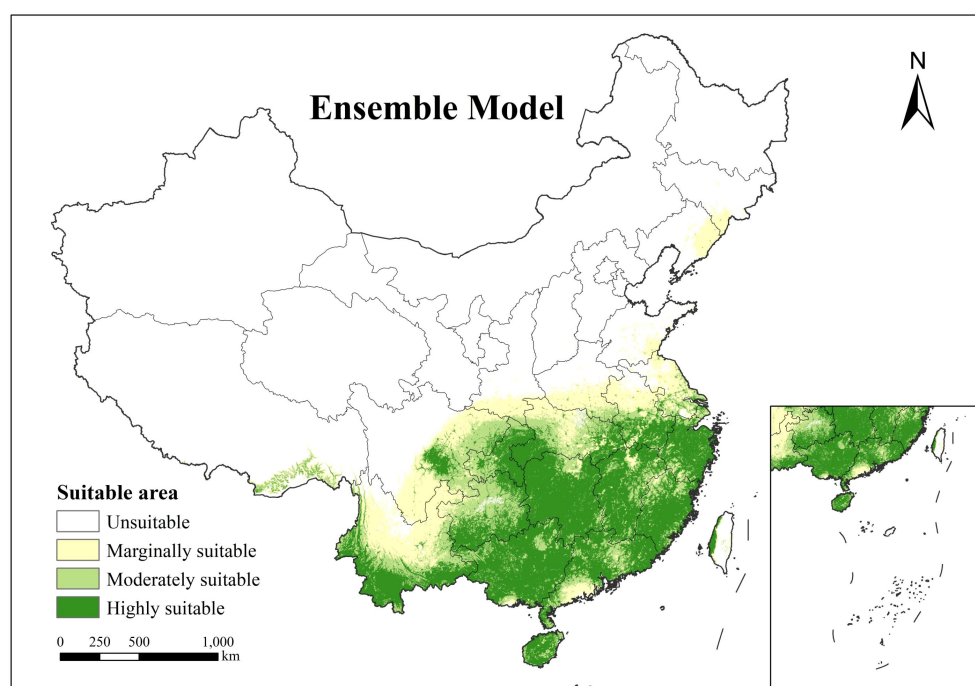 Ensemble Model
N
Suitable area
Unsuitable
Marginally suitable
Moderately suitable
Highly suitable
0 250 500 1,000
km